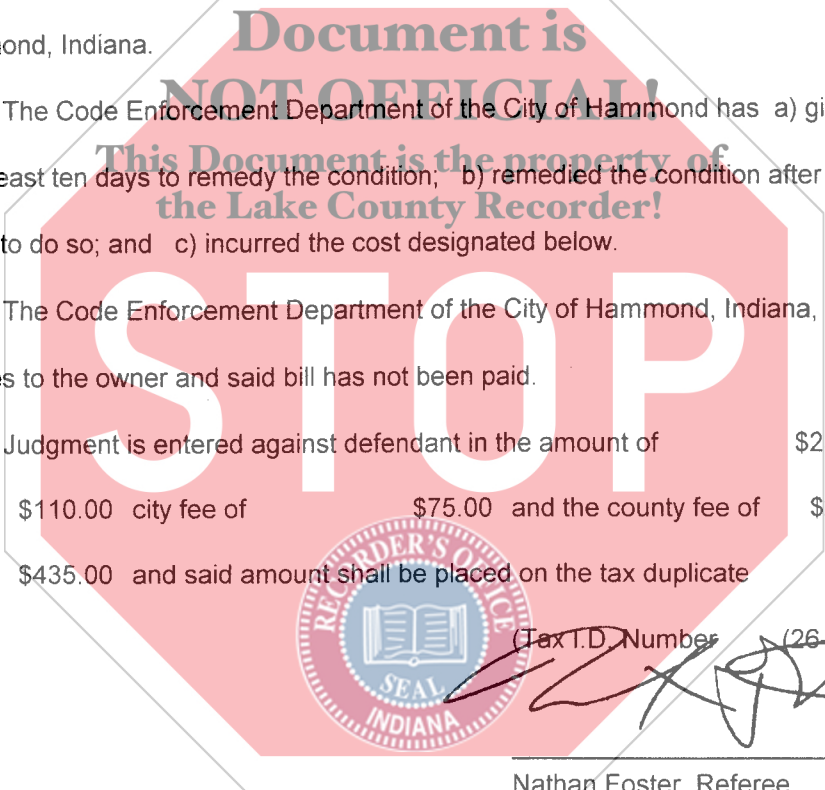 ond, Indiana.
Document is
NOT OFFICIAL!
The Code Enforcement Department of the City of Hammond has a) gi
This Document is the property of
east ten days to remedy the condition; b) remedied the condition after
the Lake County Recorder!
to do so; and c) incurred the cost designated below.
STOP
The Code Enforcement Department of the City of Hammond, Indiana,
s to the owner and said bill has not been paid.
Judgment is entered against defendant in the amount of $2
$110.00 city fee of $75.00 and the county fee of $
$435.00 and said amount shall be placed on the tax duplicate
RECORDER'S OFFICE
SEAL
INDIANA
(Tax I.D. Number (26-
Nathan Foster, Referee